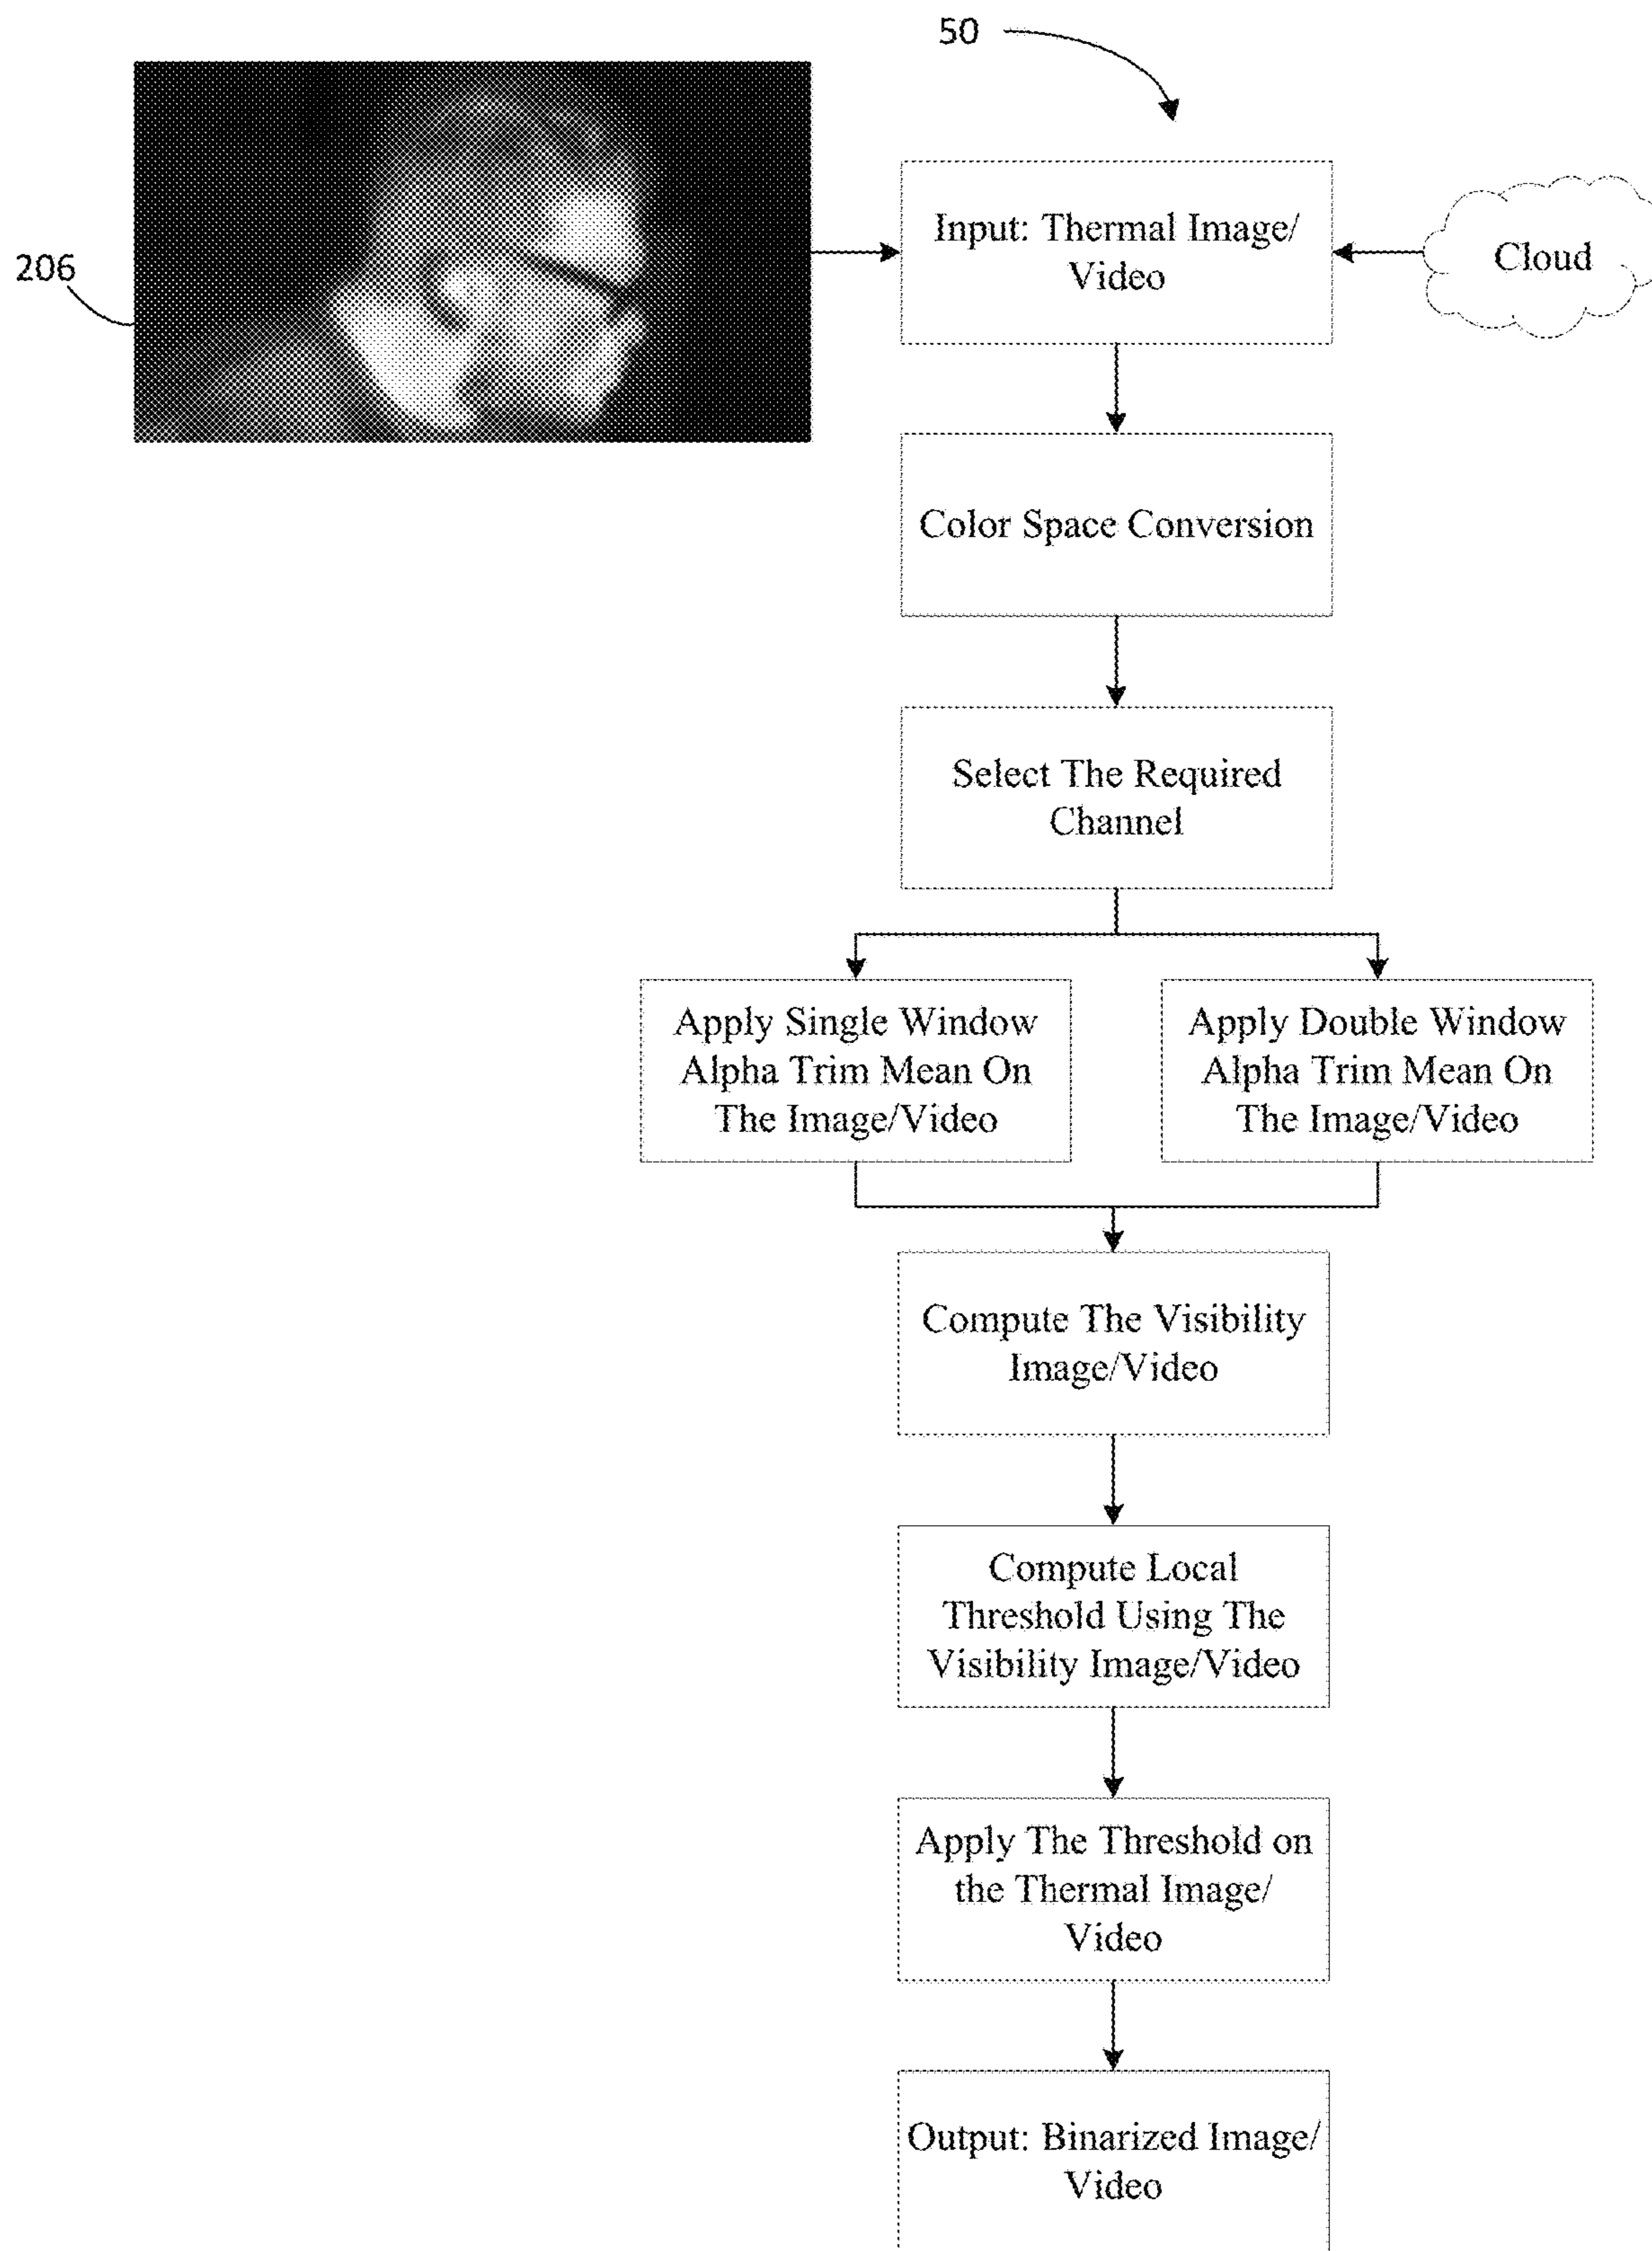 50
206
Input: Thermal Image/
Video
Cloud
Color Space Conversion
Select The Required
Channel
Apply Single Window
Alpha Trim Mean On
The Image/Video
Apply Double Window
Alpha Trim Mean On
The Image/Video
Compute The Visibility
Image/Video
Compute Local
Threshold Using The
Visibility Image/Video
Apply The Threshold on
the Thermal Image/
Video
Output: Binarized Image/
Video